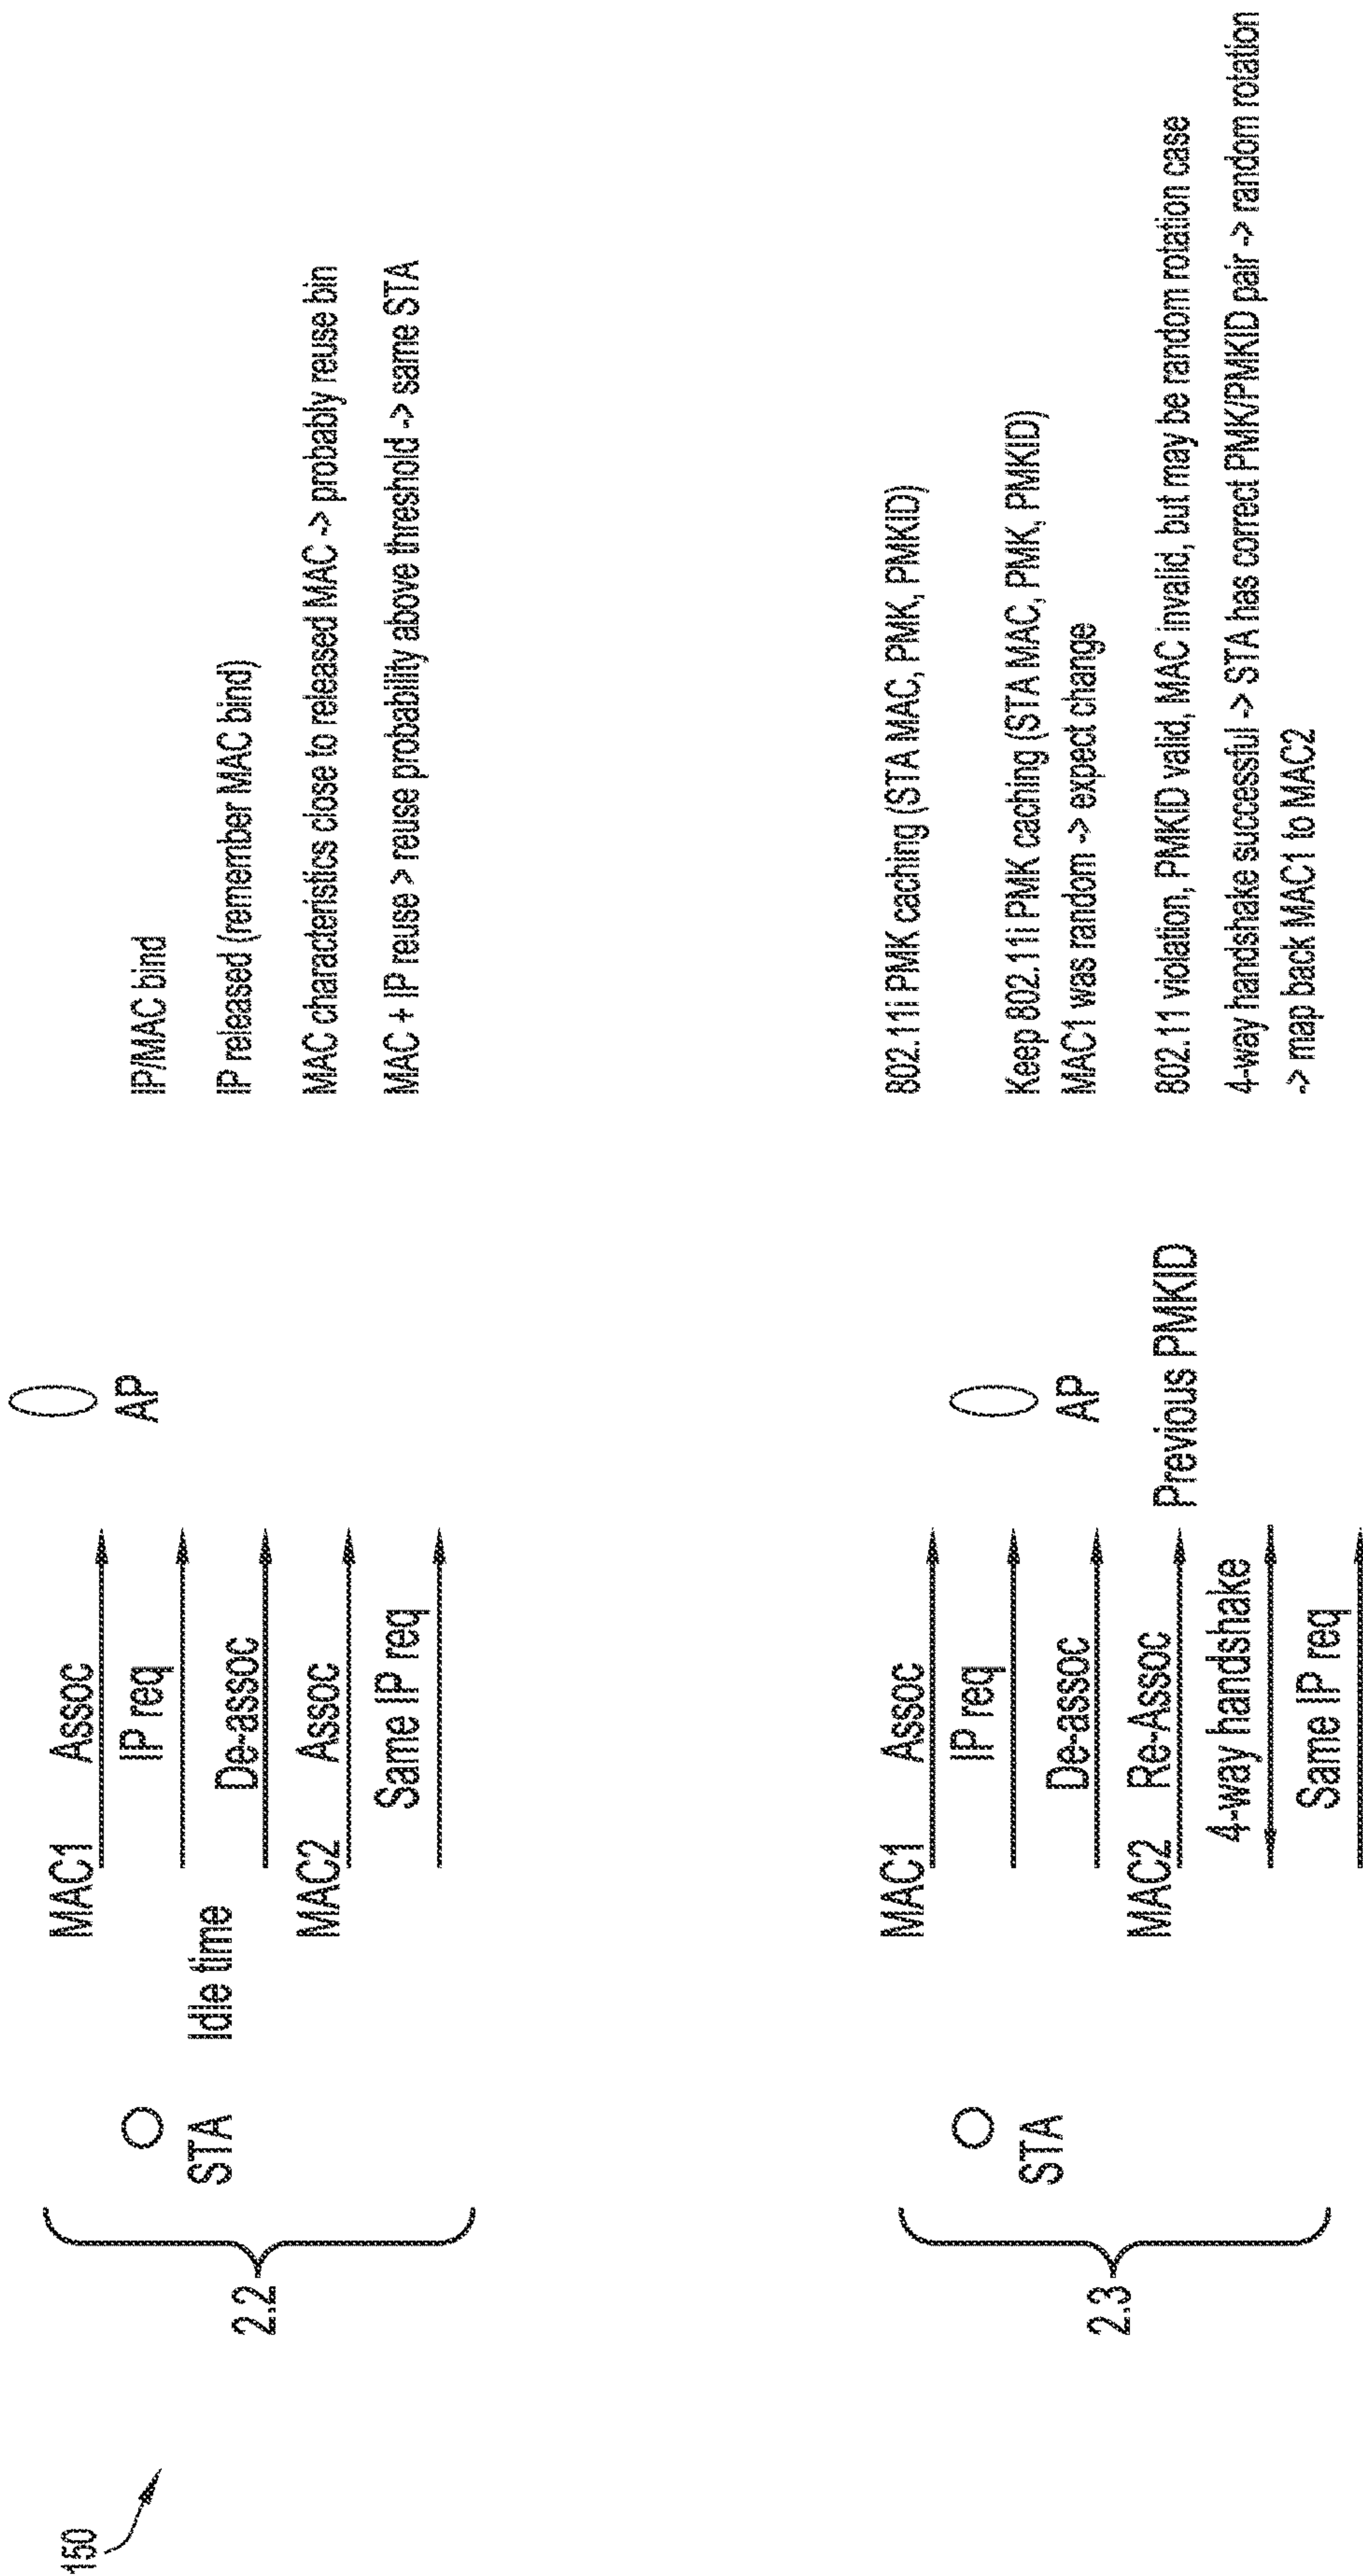 150
2.2
STA
Idle time
MAC1 Assoc
IP req
De-assoc
MAC2 Assoc
Same IP req
AP
IP/MAC bind
IP released (remember MAC bind)
MAC characteristics close to released MAC -> probably reuse bin
MAC + IP reuse > reuse probability above threshold -> same STA
2.3
STA
MAC1 Assoc
IP req
De-assoc
MAC2 Re-Assoc
4-way handshake
Same IP req
AP
Previous PMKID
802.11i PMK caching (STA MAC, PMK, PMKID)
Keep 802.11i PMK caching (STA MAC, PMK, PMKID)
MAC1 was random -> expect change
802.11 violation, PMKID valid, MAC invalid, but may be random rotation case
4-way handshake successful -> STA has correct PMK/PMKID pair -> random rotation
-> map back MAC1 to MAC2